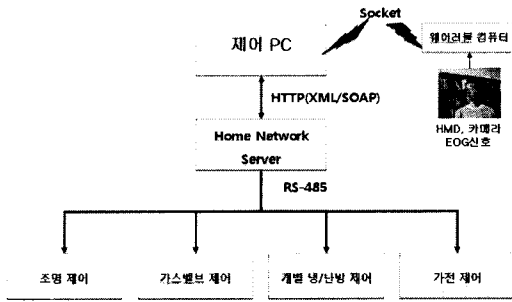 Socket
제어 PC
웨어러블 컴퓨터
HTTP(XML/SOAP)
HMD, 카메라
EOG신호
Home Network
Server
RS-485
조명 제어
가스밸브 제어
개별 냉/난방 제어
가전 제어